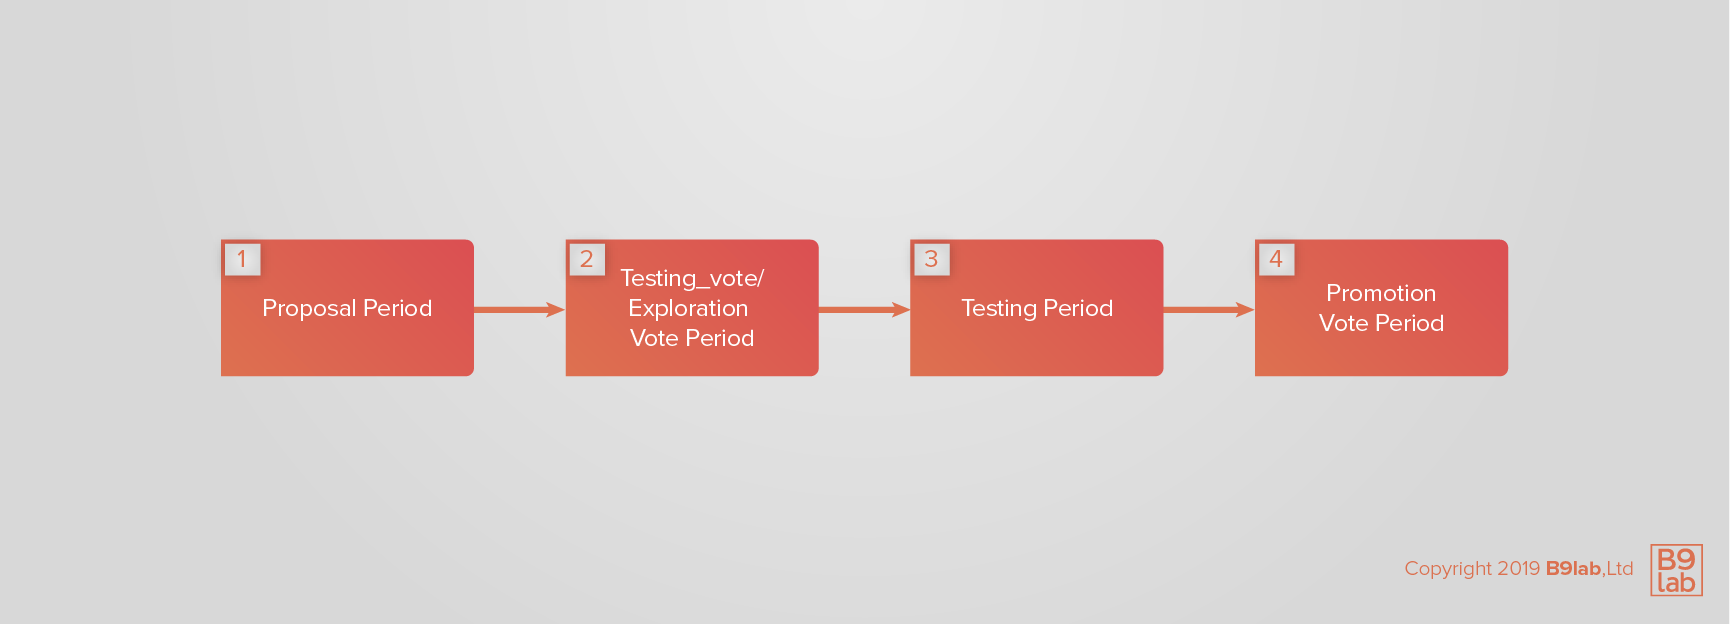 1
Proposal Period
2
Testing_vote/
Exploration
Vote Period
3
Testing Period
4
Promotion
Vote Period
Copyright 2019 B9lab,Ltd
B9
lab